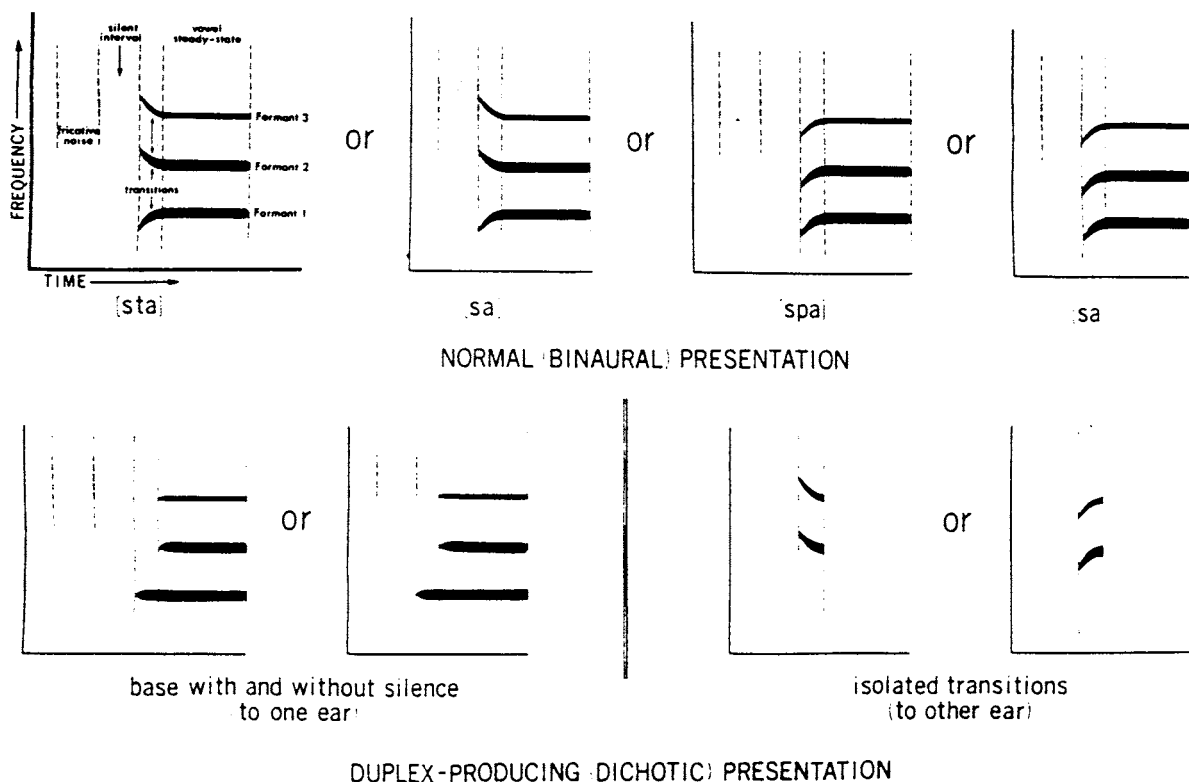 silent interval
vowel steady-state
FREQUENCY
fricative noise
Formant 3
Formant 2
transitions
Formant 1
TIME
[sta]
or
[sa]
or
[spa]
or
[sa
NORMAL (BINAURAL) PRESENTATION
or
or
base with and without silence
(to one ear)
isolated transitions
(to other ear)
DUPLEX-PRODUCING (DICHOTIC) PRESENTATION